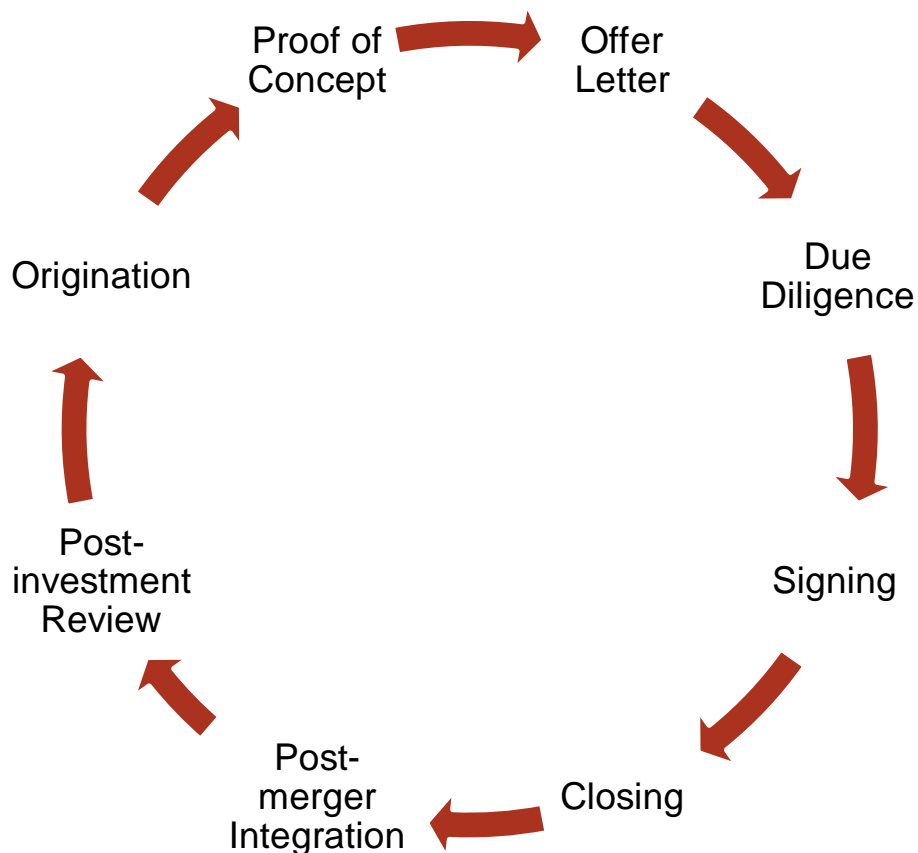 Proof of
Concept
Offer
Letter
Due
Diligence
Signing
Closing
Post-
merger
Integration
Post-
investment
Review
Origination